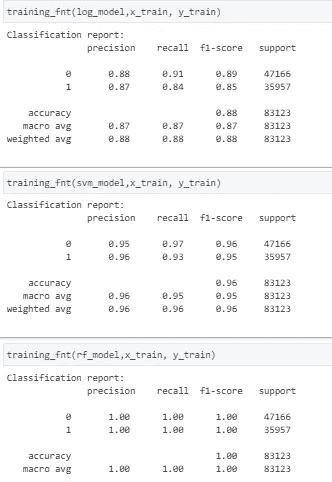 training_fnt(log_model,x_train, y_train)
Classification report:
precision recall f1-score support
0 0.88 0.91 0.89 47166
1 0.87 0.84 0.85 35957
accuracy 0.88 83123
macro avg 0.87 0.87 0.87 83123
weighted avg 0.88 0.88 0.88 83123
training_fnt(svm_model,x_train, y_train)
Classification report:
precision recall f1-score support
0 0.95 0.97 0.96 47166
1 0.96 0.93 0.95 35957
accuracy 0.96 83123
macro avg 0.96 0.95 0.95 83123
weighted avg 0.96 0.96 0.96 83123
training_fnt(rf_model,x_train, y_train)
Classification report:
precision recall f1-score support
0 1.00 1.00 1.00 47166
1 1.00 1.00 1.00 35957
accuracy 1.00 83123
macro avg 1.00 1.00 1.00 83123